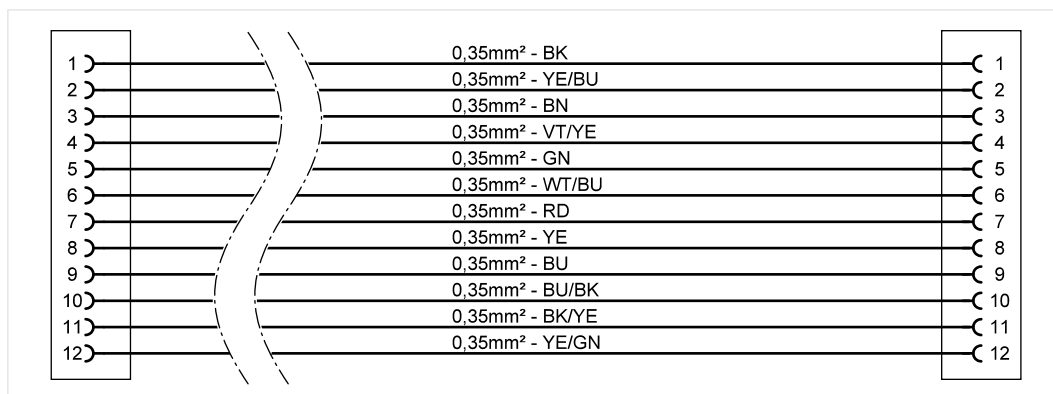 0,35mm² - BK
1 1
0,35mm² - YE/BU
2 2
0,35mm² - BN
3 3
0,35mm² - VT/YE
4 4
0,35mm² - GN
5 5
0,35mm² - WT/BU
6 6
0,35mm² - RD
7 7
0,35mm² - YE
8 8
0,35mm² - BU
9 9
0,35mm² - BU/BK
10 10
0,35mm² - BK/YE
11 11
0,35mm² - YE/GN
12 12